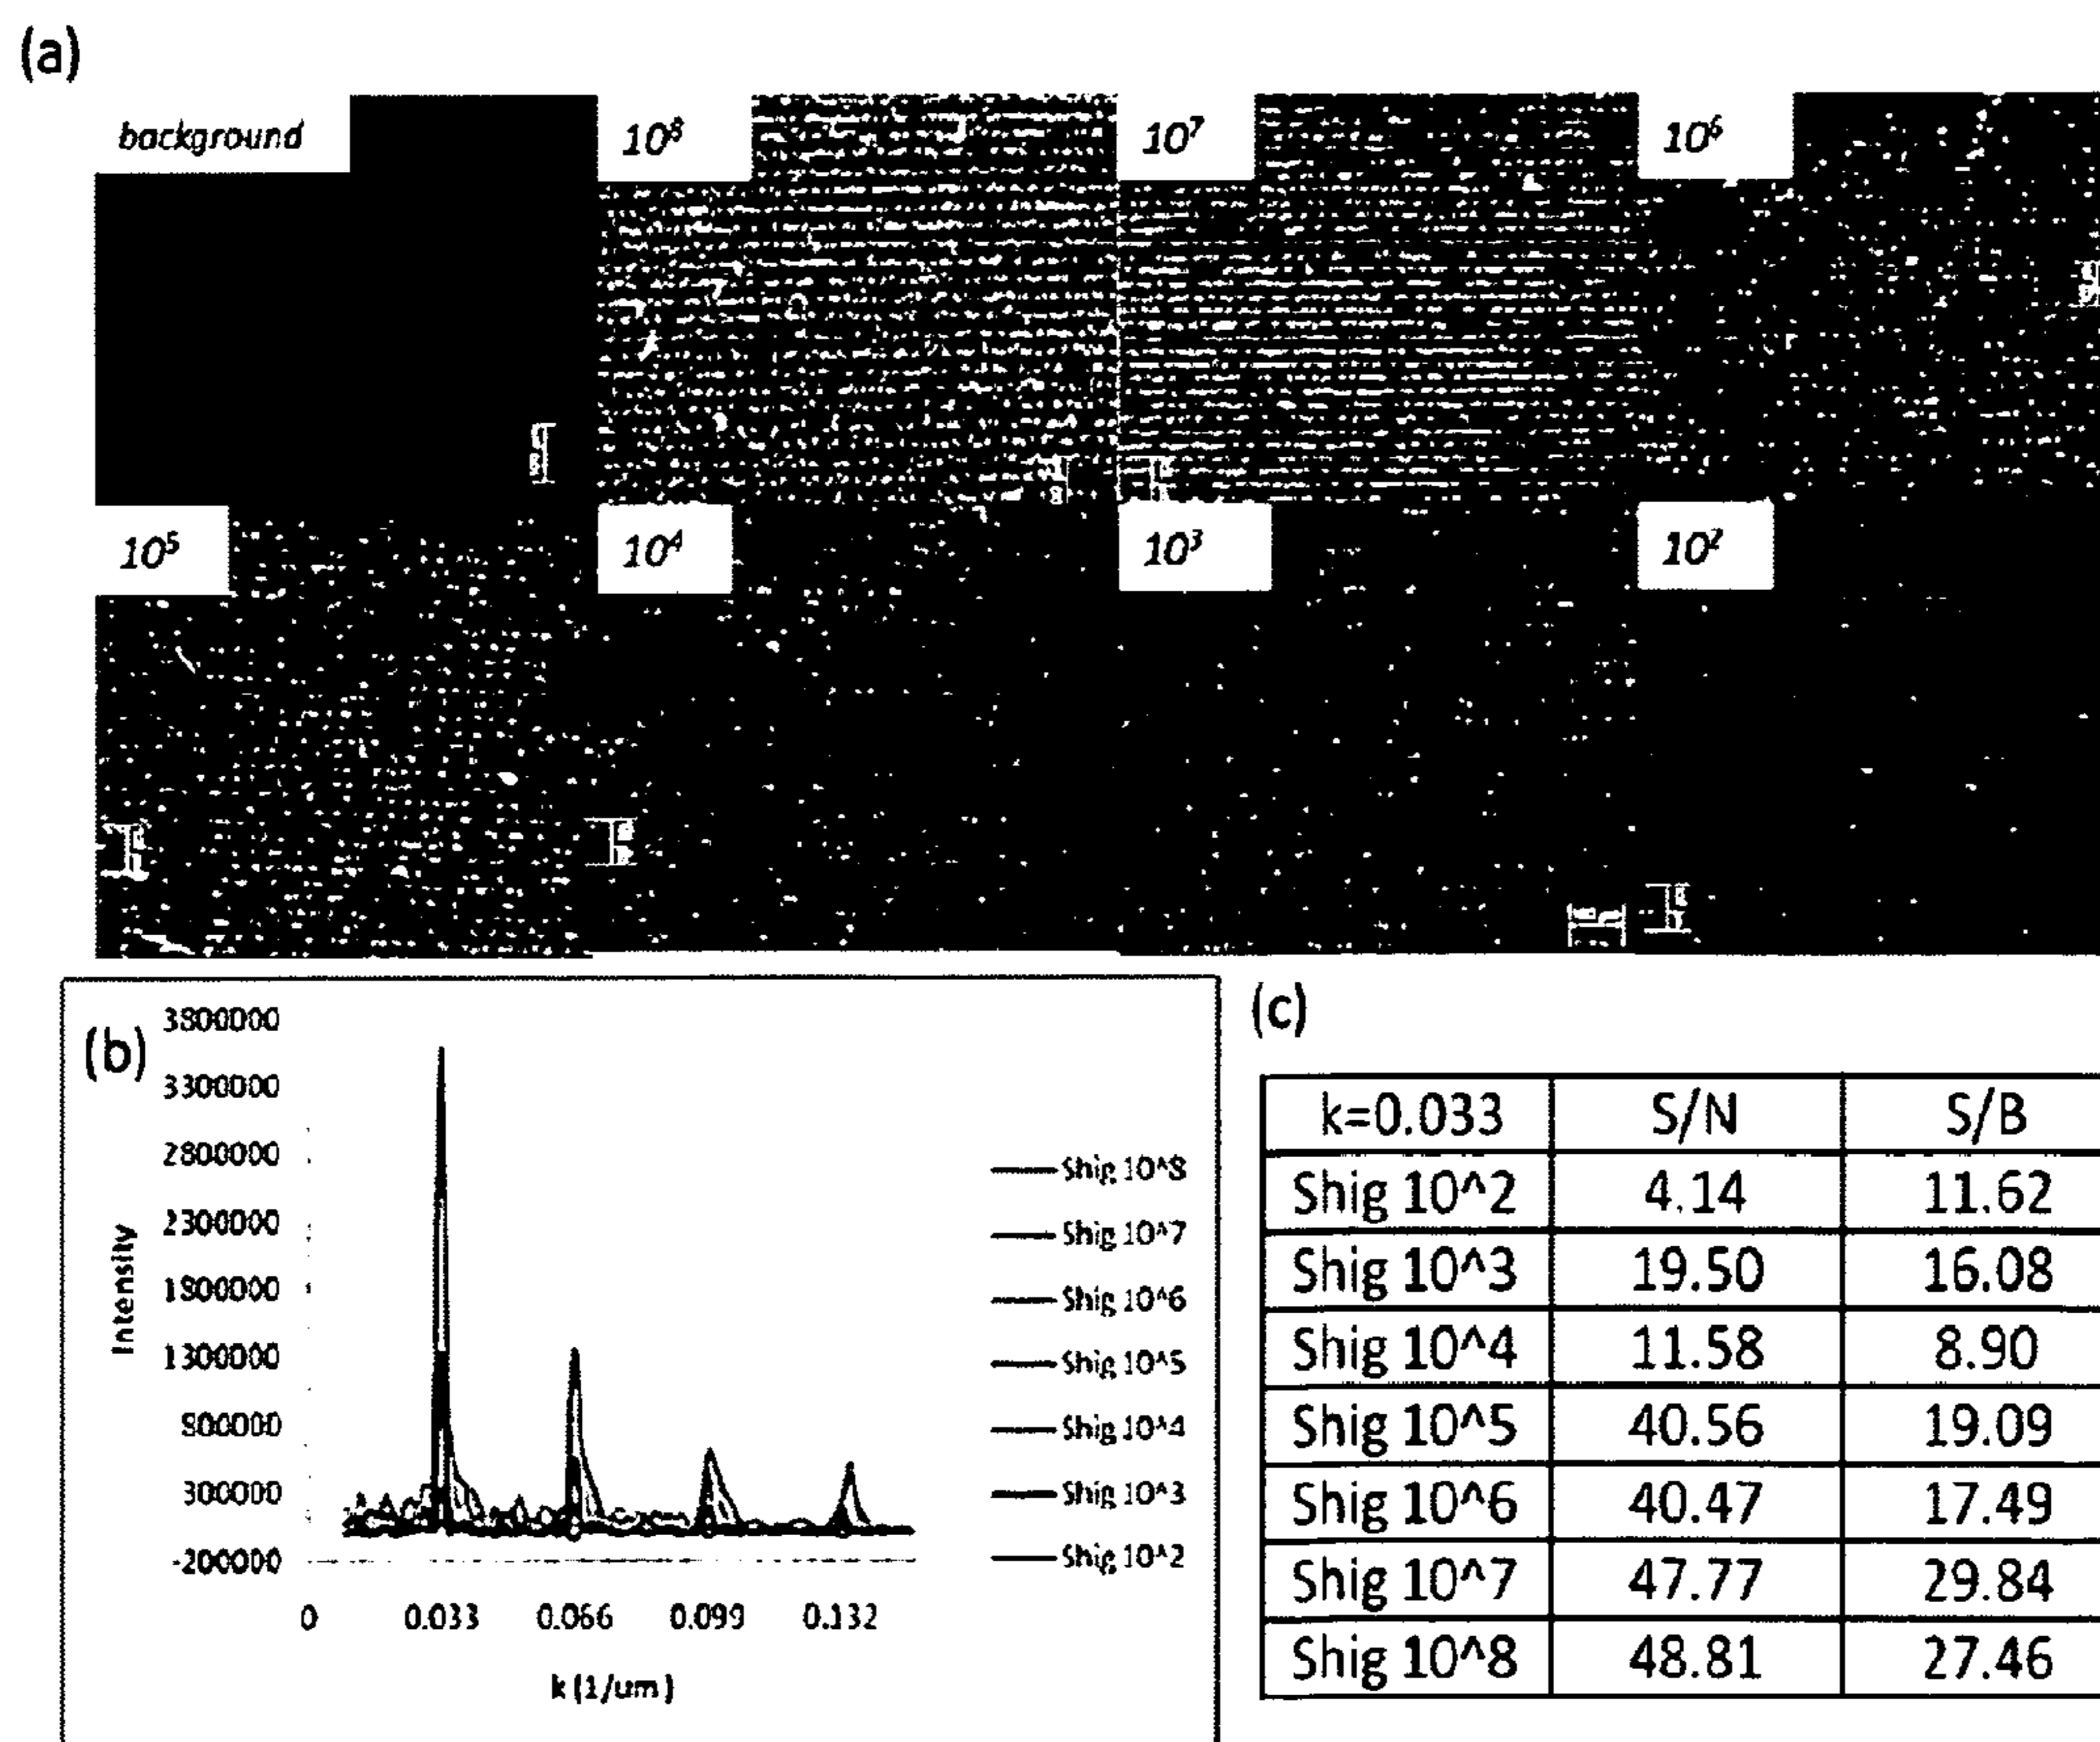 (a)
background
10⁸
10⁷
10⁶
10⁵
10⁴
10³
10²
(b)
3800000
3300000
2800000
2300000
1800000
1300000
800000
300000
-200000
Intensity
0 0.033 0.066 0.099 0.132
k (1/um)
Shig 10^8
Shig 10^7
Shig 10^6
Shig 10^5
Shig 10^4
Shig 10^3
Shig 10^2
(c)
k=0.033 S/N S/B
Shig 10^2 4.14 11.62
Shig 10^3 19.50 16.08
Shig 10^4 11.58 8.90
Shig 10^5 40.56 19.09
Shig 10^6 40.47 17.49
Shig 10^7 47.77 29.84
Shig 10^8 48.81 27.46